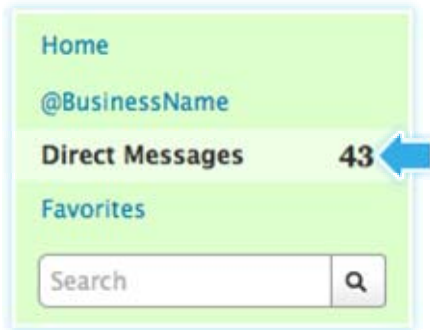 Home
@BusinessName
Direct Messages 43
Favorites
Search